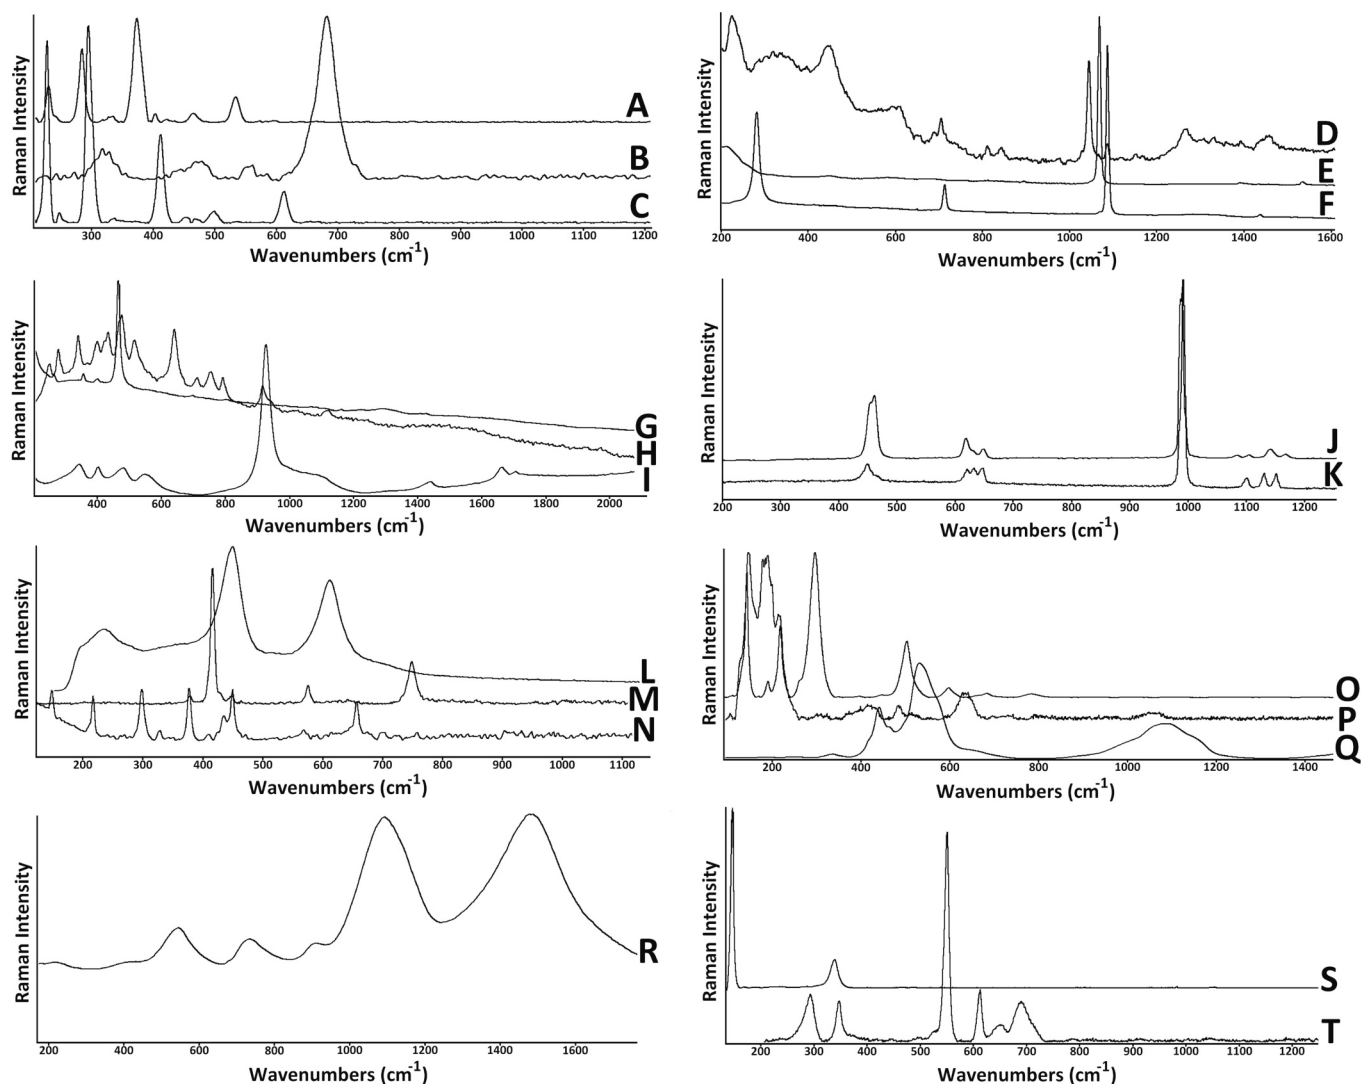 Raman Intensity
A
B
C
300 400 500 600 700 800 900 1000 1100 1200
Wavenumbers (cm-1)
Raman Intensity
D
E
F
200 400 600 800 1000 1200 1400 1600
Wavenumbers (cm-1)
Raman Intensity
G
H
I
400 600 800 1000 1200 1400 1600 1800 2000
Wavenumbers (cm-1)
Raman Intensity
J
K
200 300 400 500 600 700 800 900 1000 1100 1200
Wavenumbers (cm-1)
Raman Intensity
L
M
N
200 300 400 500 600 700 800 900 1000 1100
Wavenumbers (cm-1)
Raman Intensity
O
P
Q
200 400 600 800 1000 1200 1400
Wavenumbers (cm-1)
Raman Intensity
R
200 400 600 800 1000 1200 1400 1600
Wavenumbers (cm-1)
Raman Intensity
S
T
200 300 400 500 600 700 800 900 1000 1100 1200
Wavenumbers (cm-1)